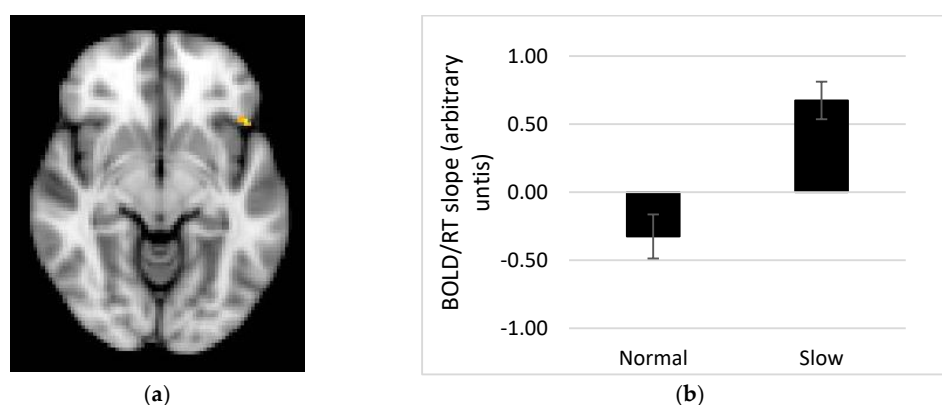 BOLD/RT slope (arbitrary
untis)
1.00
0.50
0.00
-0.50
-1.00
Normal Slow
(a) (b)